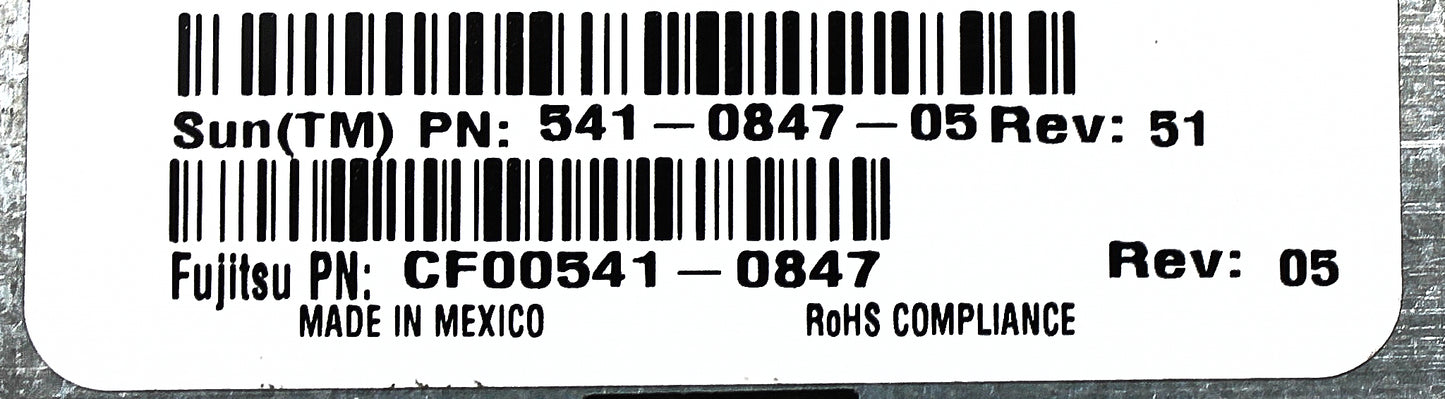 Sun(TM) PN: 541-0847-05 Rev: 51
Fujitsu PN: CF00541-0847 Rev: 05
MADE IN MEXICO RoHS COMPLIANCE